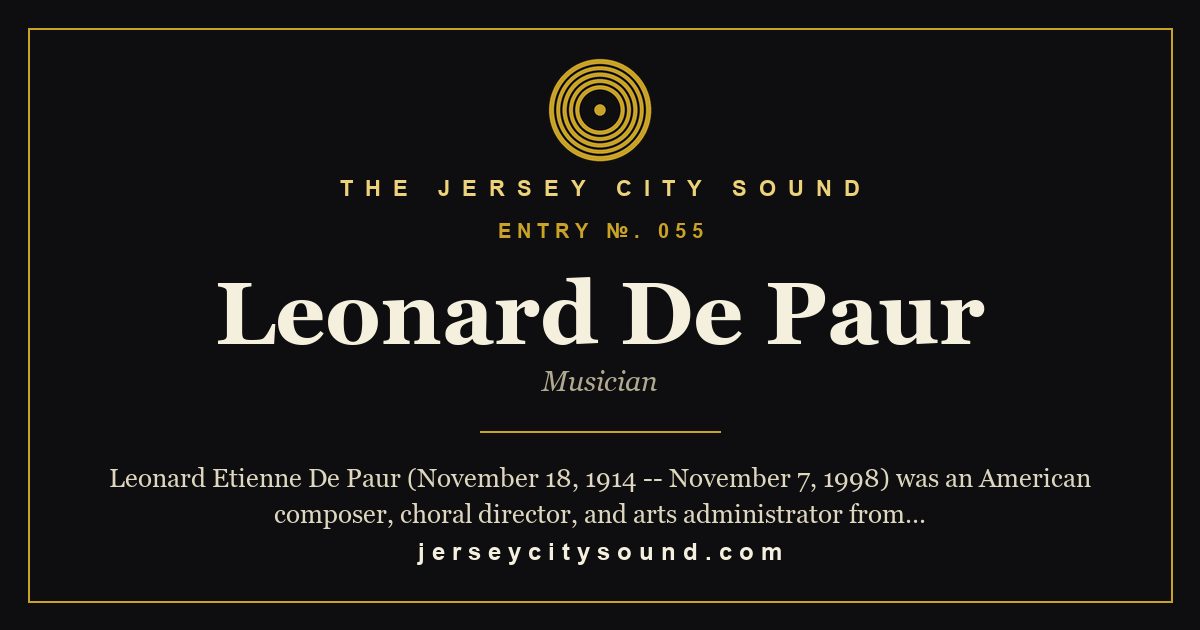 THE JERSEY CITY SOUND
ENTRY №. 055
Leonard De Paur
Musician
Leonard Etienne De Paur (November 18, 1914 -- November 7, 1998) was an American
composer, choral director, and arts administrator from...
jerseycitysound.com